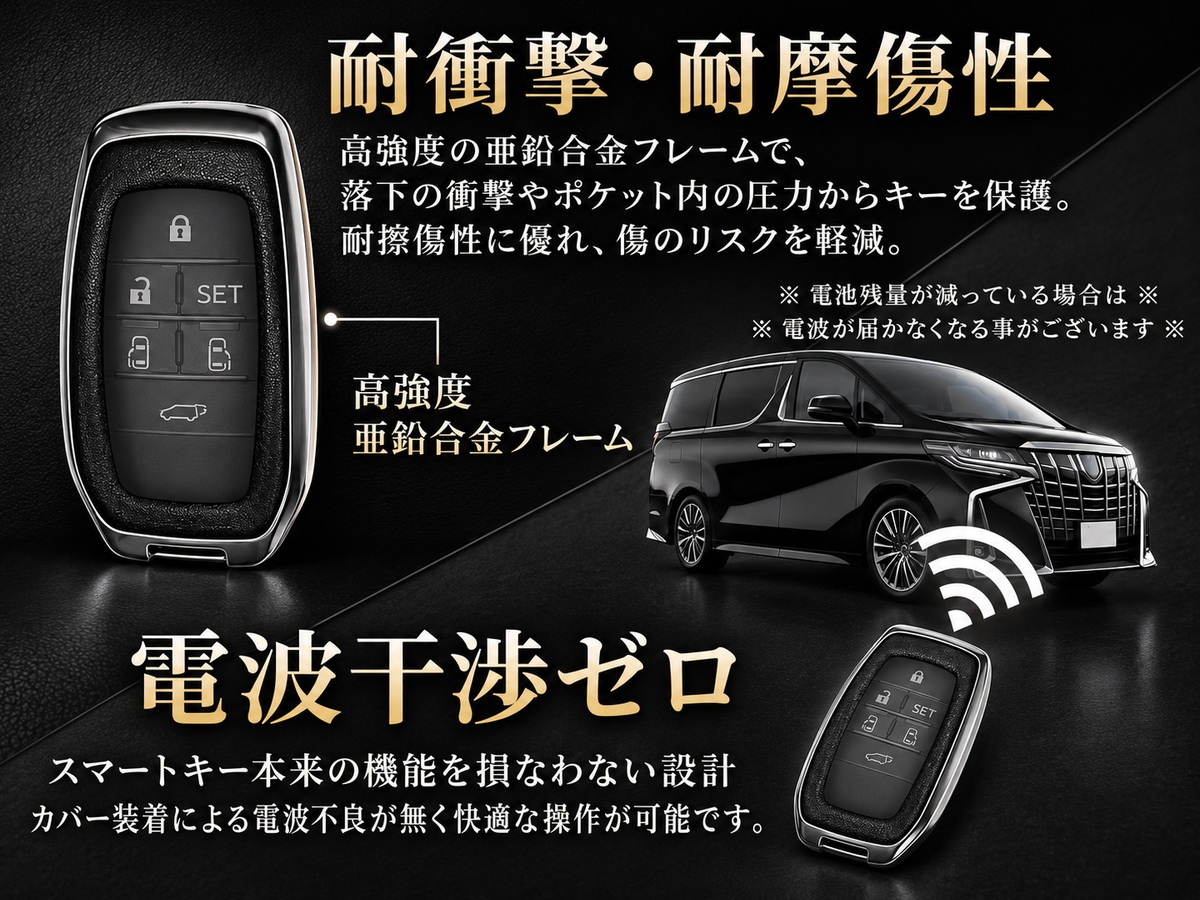 耐衝撃・耐摩傷性
高強度の亜鉛合金フレームで、
落下の衝撃やポケット内の圧力からキーを保護。
耐擦傷性に優れ、傷のリスクを軽減。
※ 電池残量が減っている場合は ※
※ 電波が届かなくなる事がございます ※
SET
高強度
亜鉛合金フレーム
電波干渉ゼロ
スマートキー本来の機能を損なわない設計
カバー装着による電波不良が無く快適な操作が可能です。
SET